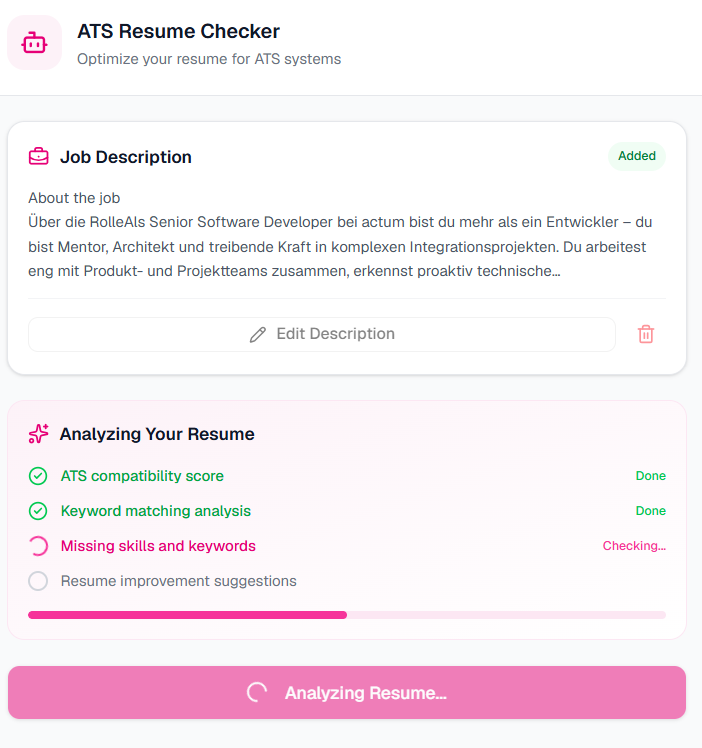 ATS Resume Checker
Optimize your resume for ATS systems
Job Description
Added
About the job
Über die RolleAls Senior Software Developer bei actum bist du mehr als ein Entwickler – du
bist Mentor, Architekt und treibende Kraft in komplexen Integrationsprojekten. Du arbeitest
eng mit Produkt- und Projektteams zusammen, erkennst proaktiv technische...
Edit Description
Analyzing Your Resume
ATS compatibility score
Done
Keyword matching analysis
Done
Missing skills and keywords
Checking...
Resume improvement suggestions
Analyzing Resume...